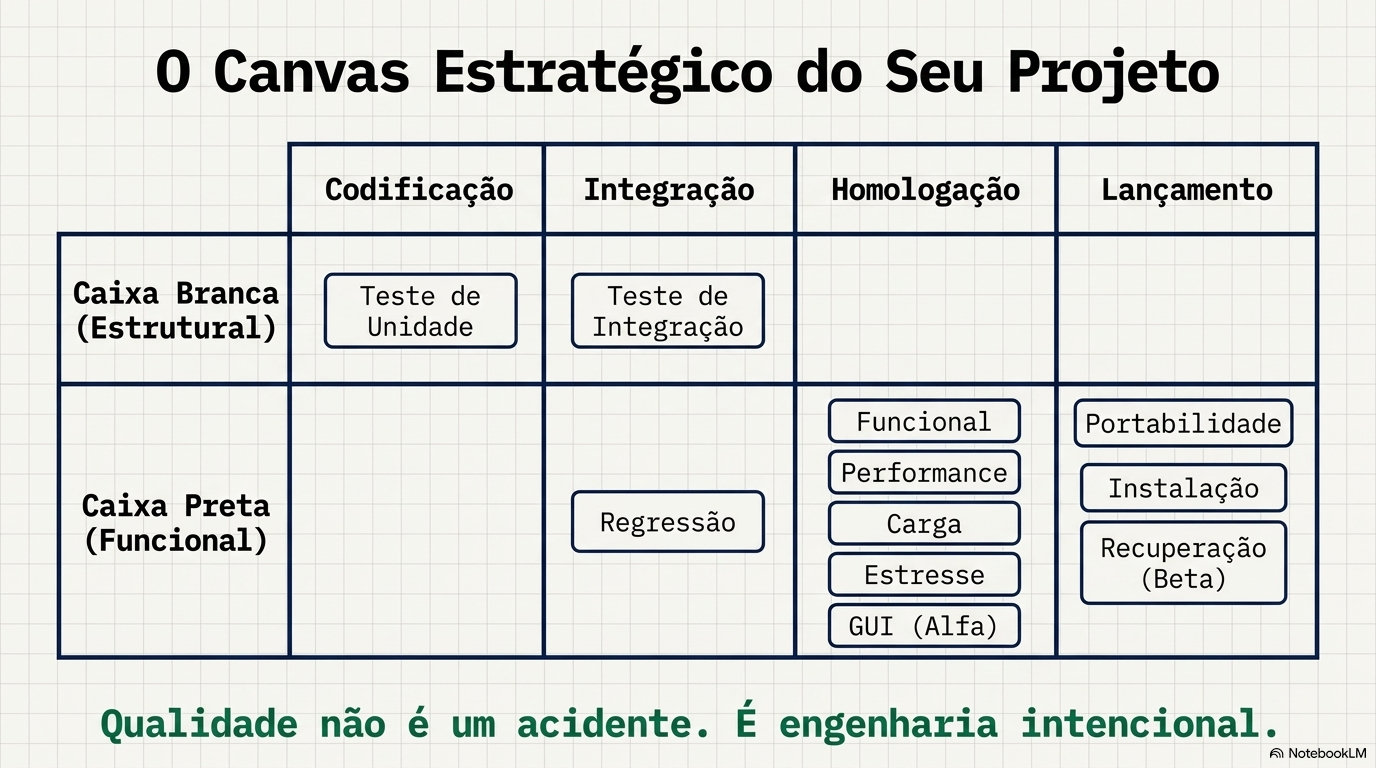 O Canvas Estratégico do Seu Projeto
Codificação
Integração
Homologação
Lançamento
Caixa Branca
(Estrutural)
Teste de
Unidade
Teste de
Integração
Caixa Preta
(Funcional)
Regressão
Funcional
Performance
Carga
Estresse
GUI (Alfa)
Portabilidade
Instalação
Recuperação
(Beta)
Qualidade não é um acidente. É engenharia intencional.
NotebookLM